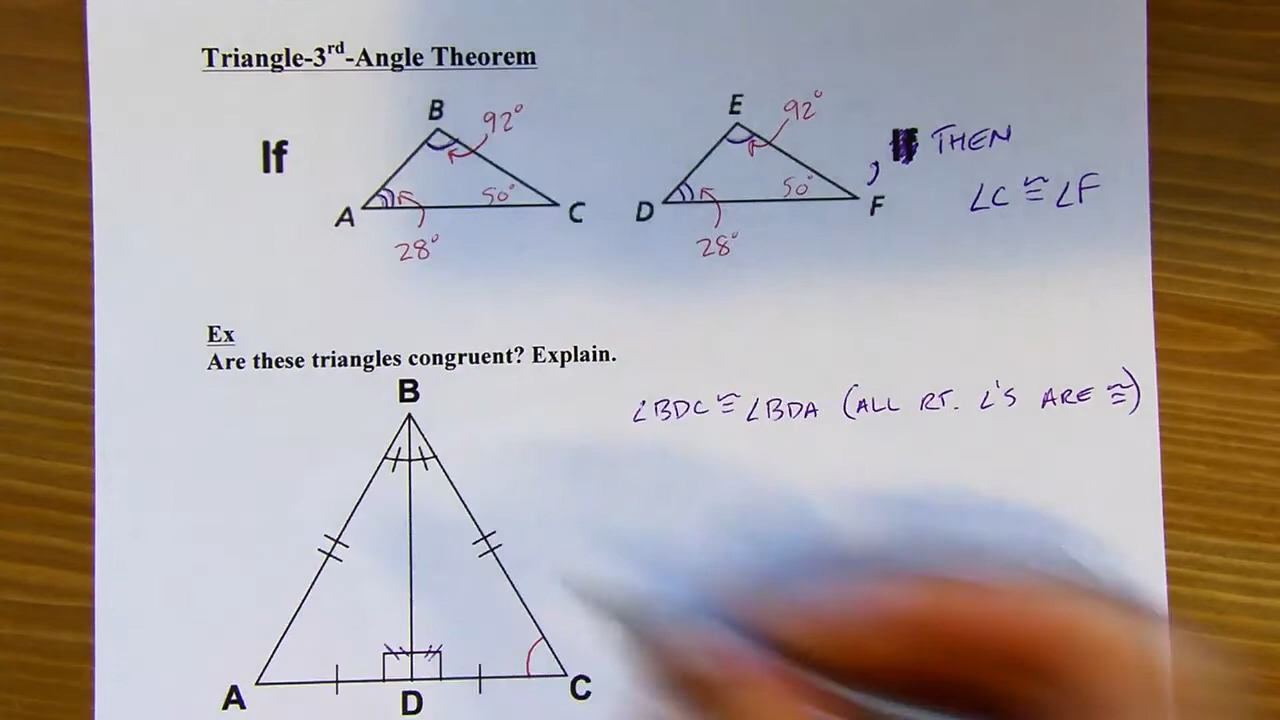 Triangle-3rd-Angle Theorem
If
B
92°
A
50°
C
28°
E
92°
D
50°
F
28°
, THEN
∠C ≅ ∠F
Ex
Are these triangles congruent? Explain.
B
∠BDC ≅ ∠BDA (ALL RT. ∠'S ARE ≅)
A
D
C